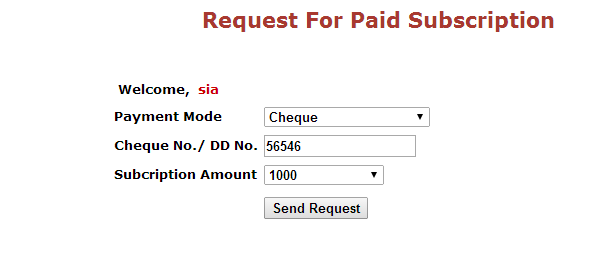 Request For Paid Subscription
Welcome, sia
Payment Mode Cheque
Cheque No./ DD No. 56546
Subcription Amount 1000
Send Request